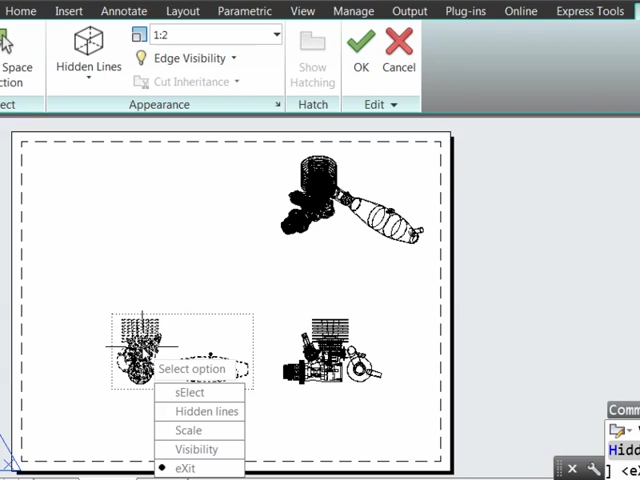 Home Insert Annotate Layout Parametric View Manage Output Plug-ins Online Express Tools
Space
Hidden Lines
1:2
Edge Visibility
Cut Inheritance
Show
Hatching
OK
Cancel
Appearance
Hatch
Edit
Select option
sElect
Hidden lines
Scale
Visibility
eXit
Comm
Hidd
] <eX